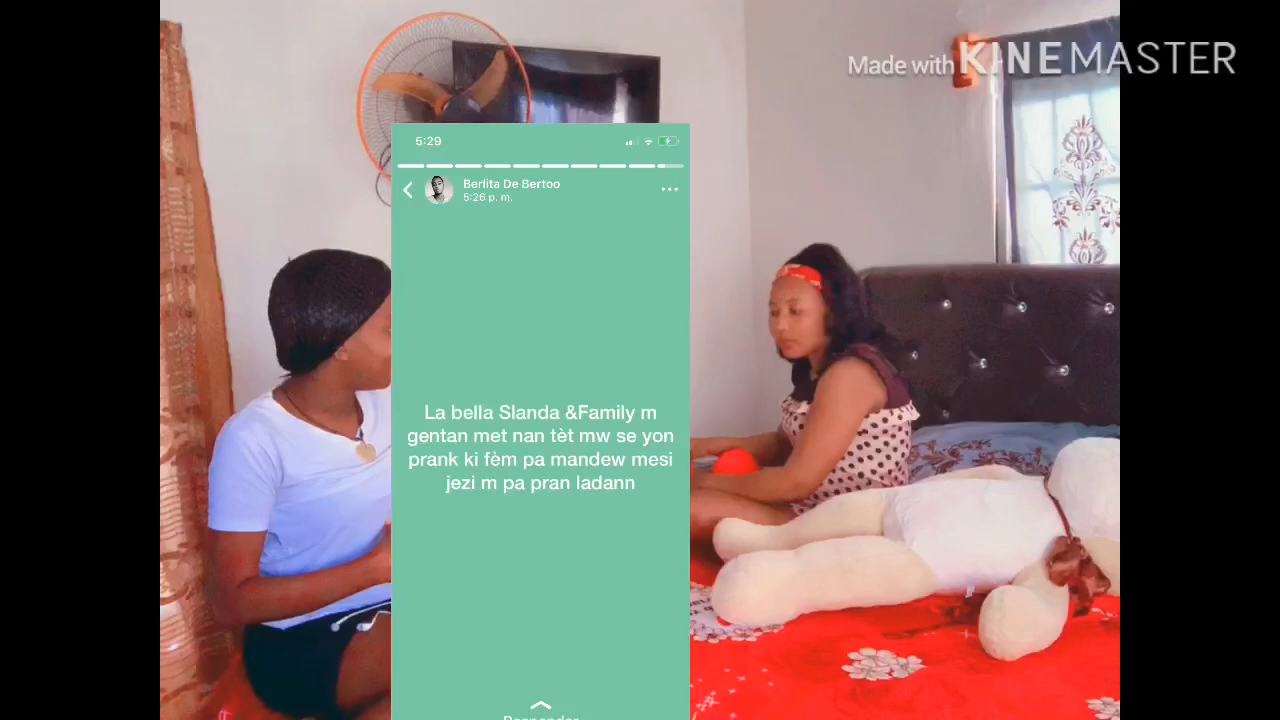 Made with KINEMASTER
5:29
Berlita De Bertoo
5:26 p. m.
La bella Slanda &Family m
gentan met nan tèt mw se yon
prank ki fèm pa mandew mesi
jezi m pa pran ladann
Responder